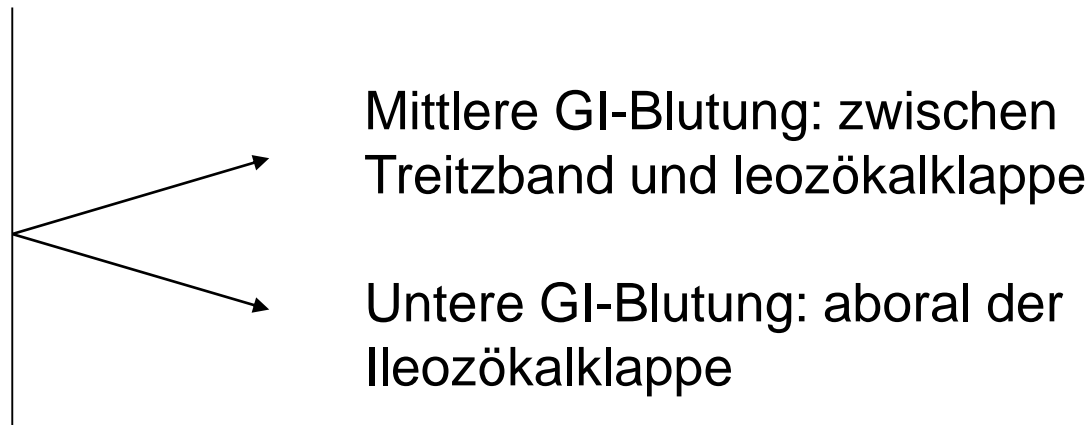 Mittlere GI-Blutung: zwischen
Treitzband und leozökalklappe
Untere GI-Blutung: aboral der
Ileozökalklappe